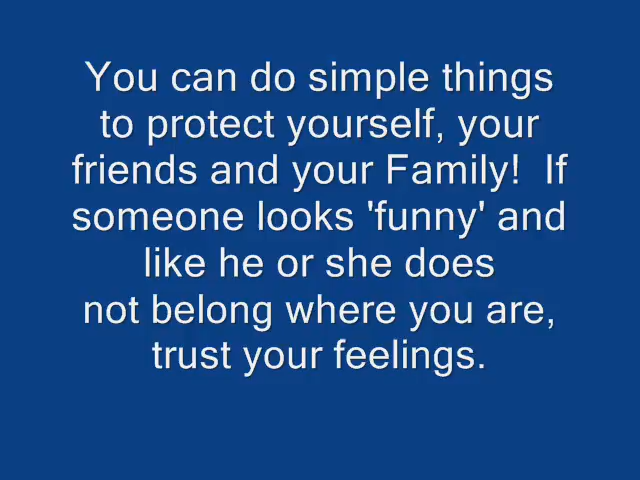 You can do simple things
to protect yourself, your
friends and your Family!  If
someone looks 'funny' and
like he or she does
not belong where you are,
trust your feelings.